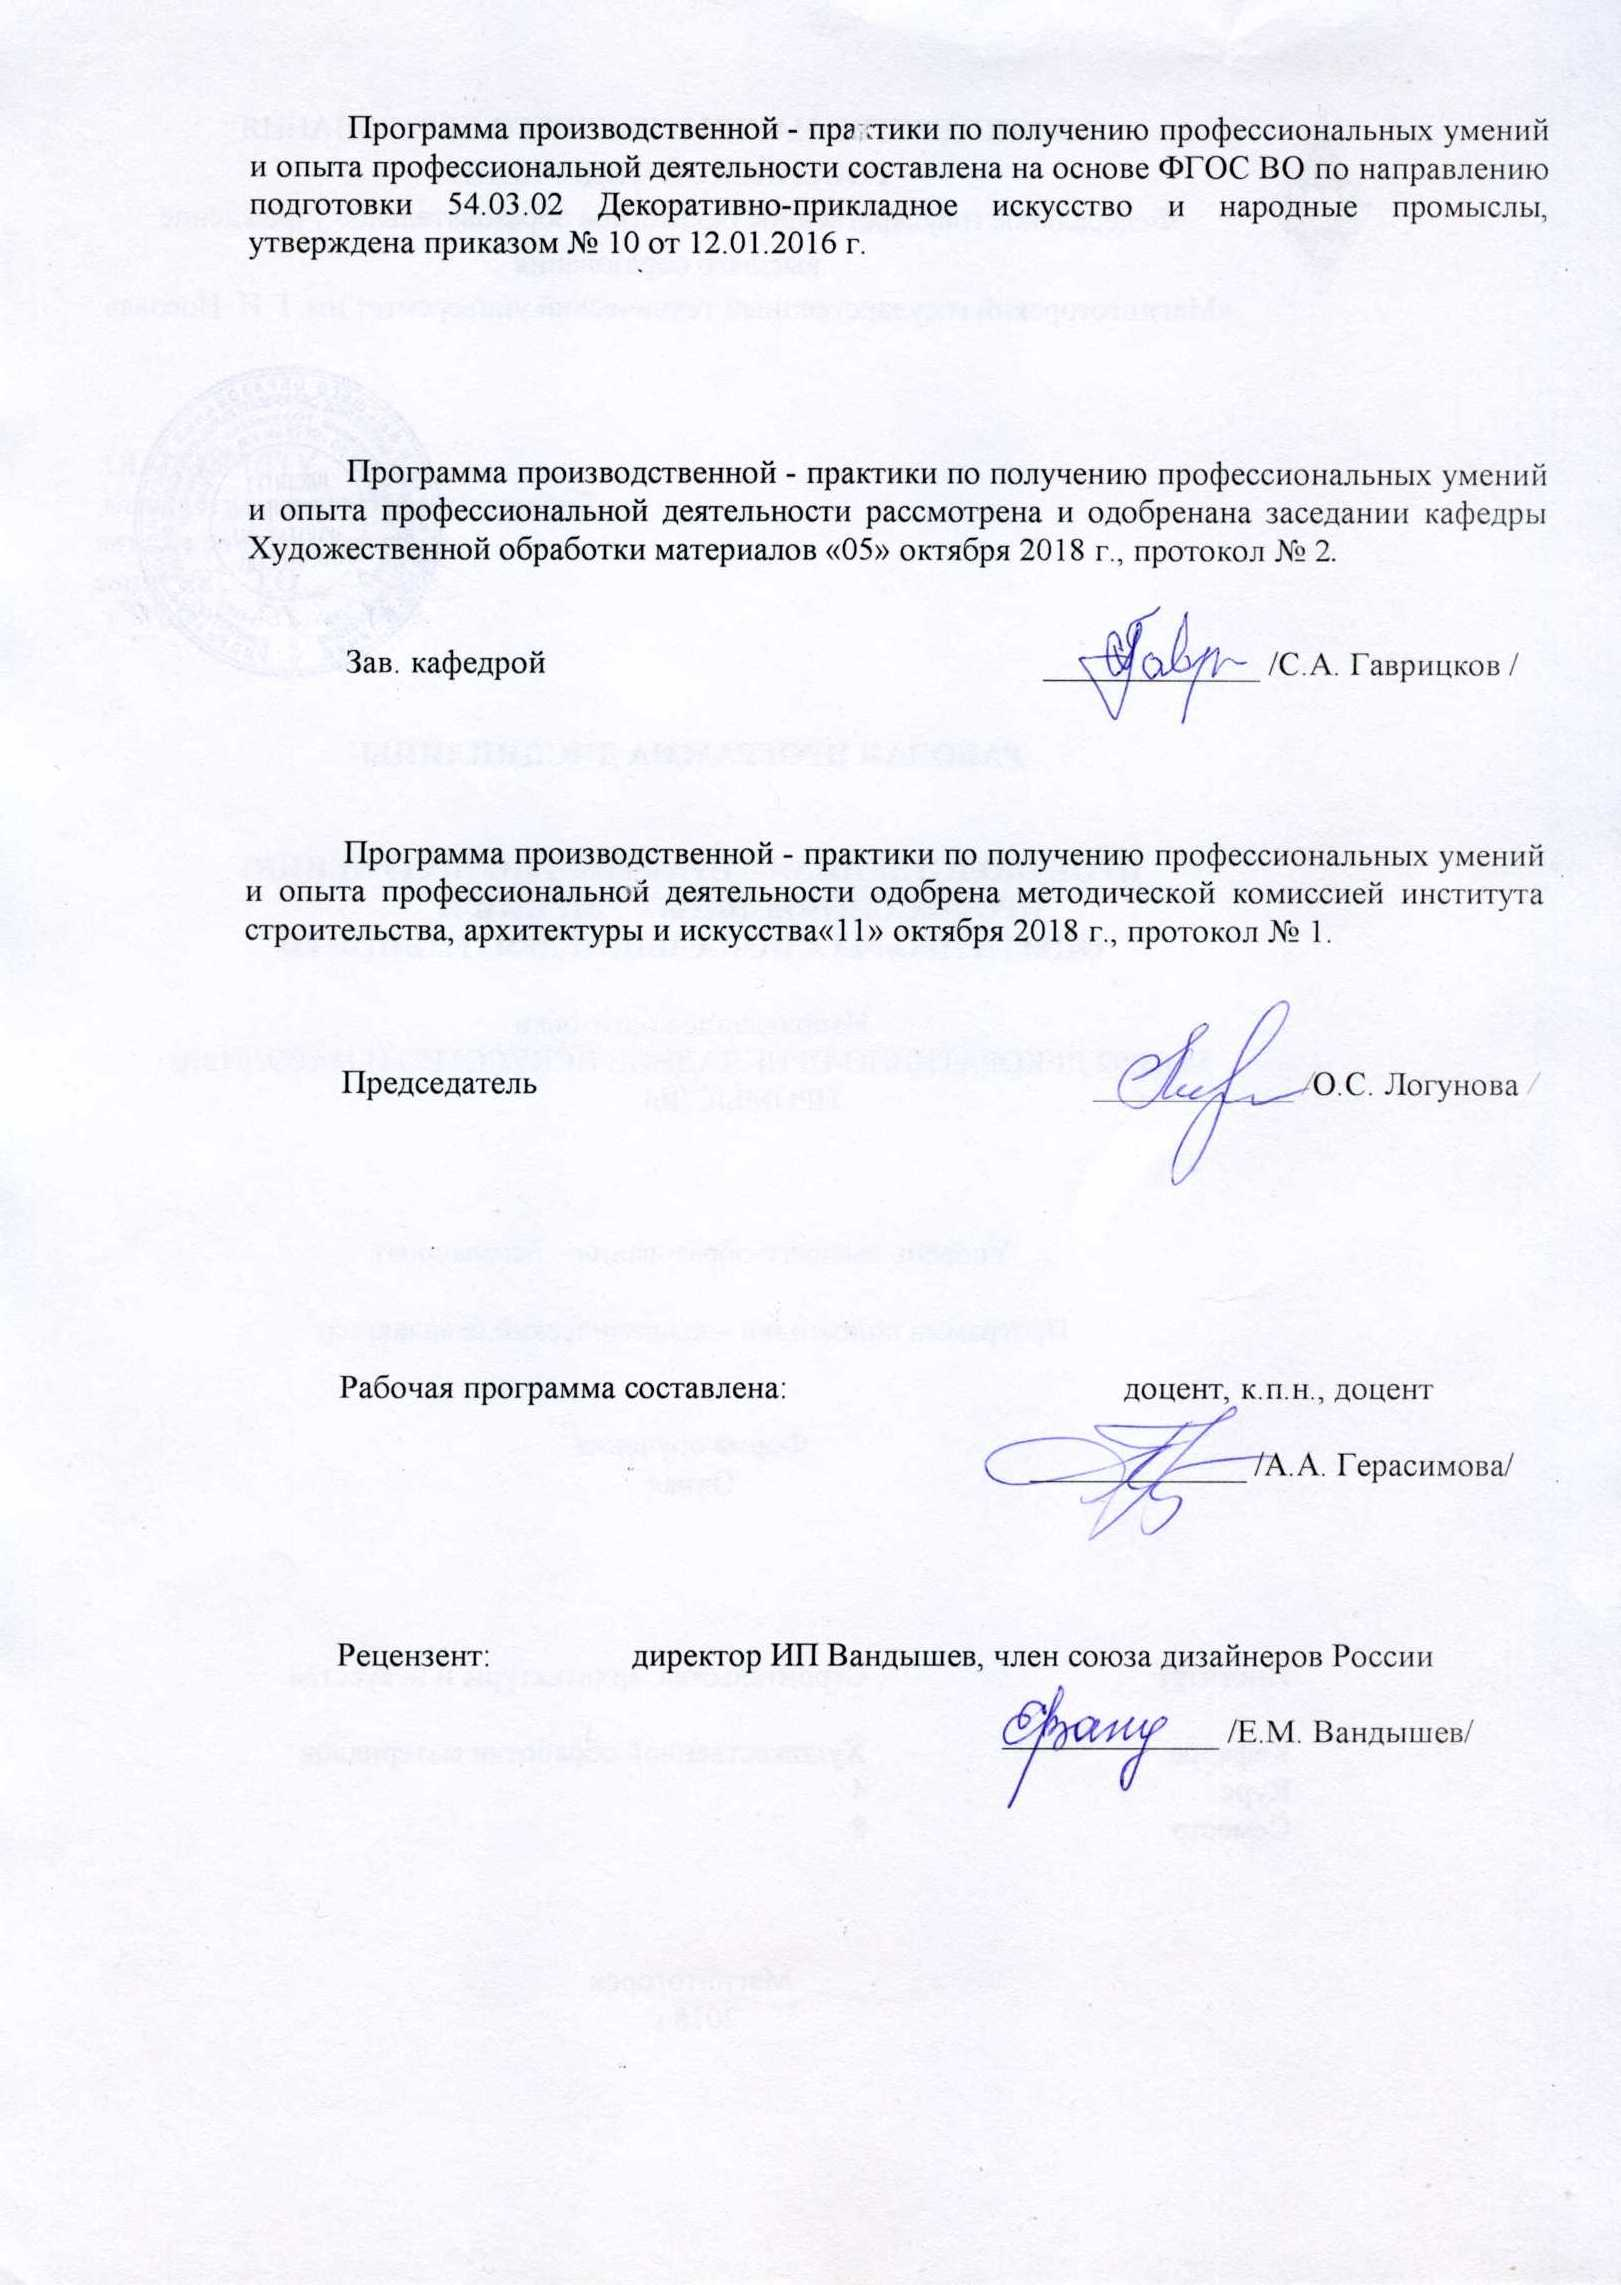 Программа производственной - практики по получению профессиональных умений
и опыта профессиональной деятельности составлена на основе ФГОС ВО по направлению
подготовки 54.03.02 Декоративно-прикладное искусство и народные промыслы,
утверждена приказом № 10 от 12.01.2016 г.
Программа производственной - практики по получению профессиональных умений
и опыта профессиональной деятельности рассмотрена и одобренана заседании кафедры
Художественной обработки материалов «05» октября 2018 г., протокол № 2.
Зав. кафедрой /С.А. Гаврицков /
Программа производственной - практики по получению профессиональных умений
и опыта профессиональной деятельности одобрена методической комиссией института
строительства, архитектуры и искусства«11» октября 2018 г., протокол № 1.
Председатель /О.С. Логунова /
Рабочая программа составлена: доцент, к.п.н., доцент
/А.А. Герасимова/
Рецензент: директор ИП Вандышев, член союза дизайнеров России
/Е.М. Вандышев/